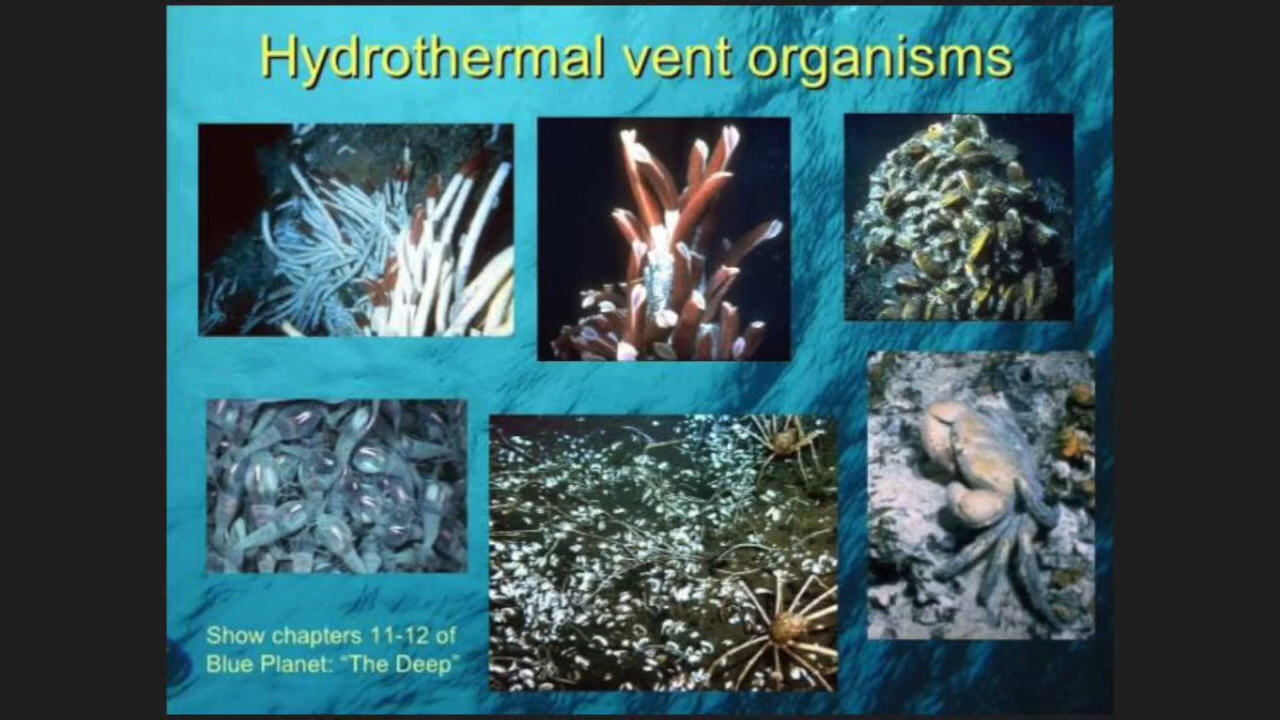 Hydrothermal vent organisms
Show chapters 11-12 of
Blue Planet: “The Deep”